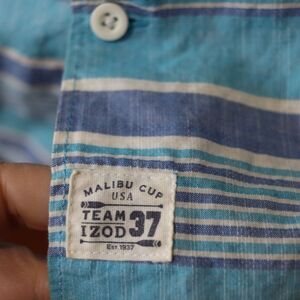 MALIBU CUP
USA
TEAM 37
IZOD
EST. 1937